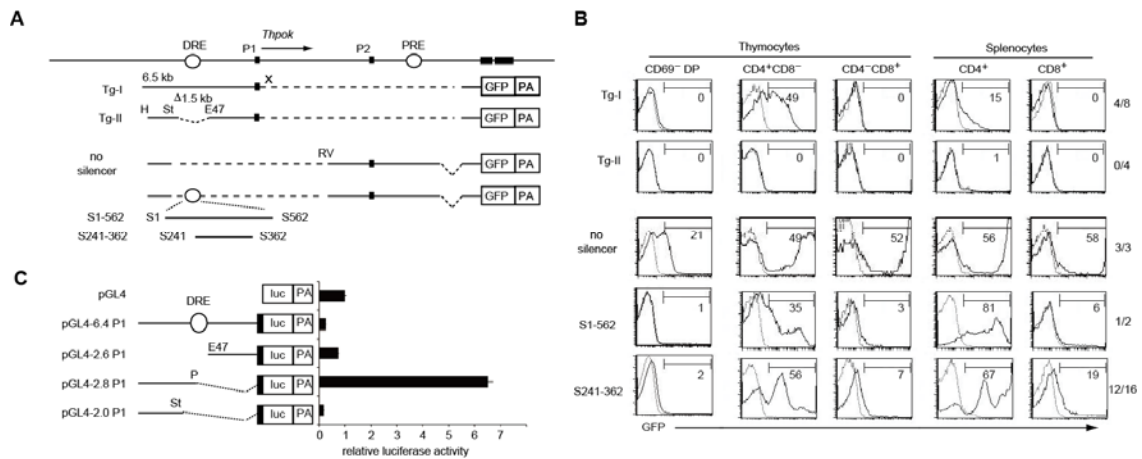 A
DRE P1 Thpok P2 PRE
Tg-I 6.5 kb X GFP PA
Δ1.5 kb
Tg-II H St E47 GFP PA
no silencer RV GFP PA
GFP PA
S1-562 S1 S562
S241-362 S241 S362
C
pGL4 luc PA
DRE
pGL4-6.4 P1 luc PA
pGL4-2.6 P1 E47 luc PA
pGL4-2.8 P1 P luc PA
pGL4-2.0 P1 St luc PA
0 1 2 3 4 5 6 7
relative luciferase activity
B
Thymocytes Splenocytes
CD69⁻ DP CD4⁺CD8⁻ CD4⁻CD8⁺ CD4⁺ CD8⁺
Tg-I 0 49 0 15 0 4/8
Tg-II 0 0 0 1 0 0/4
no silencer 21 49 52 56 58 3/3
S1-562 1 35 3 81 6 1/2
S241-362 2 56 7 67 19 12/16
GFP